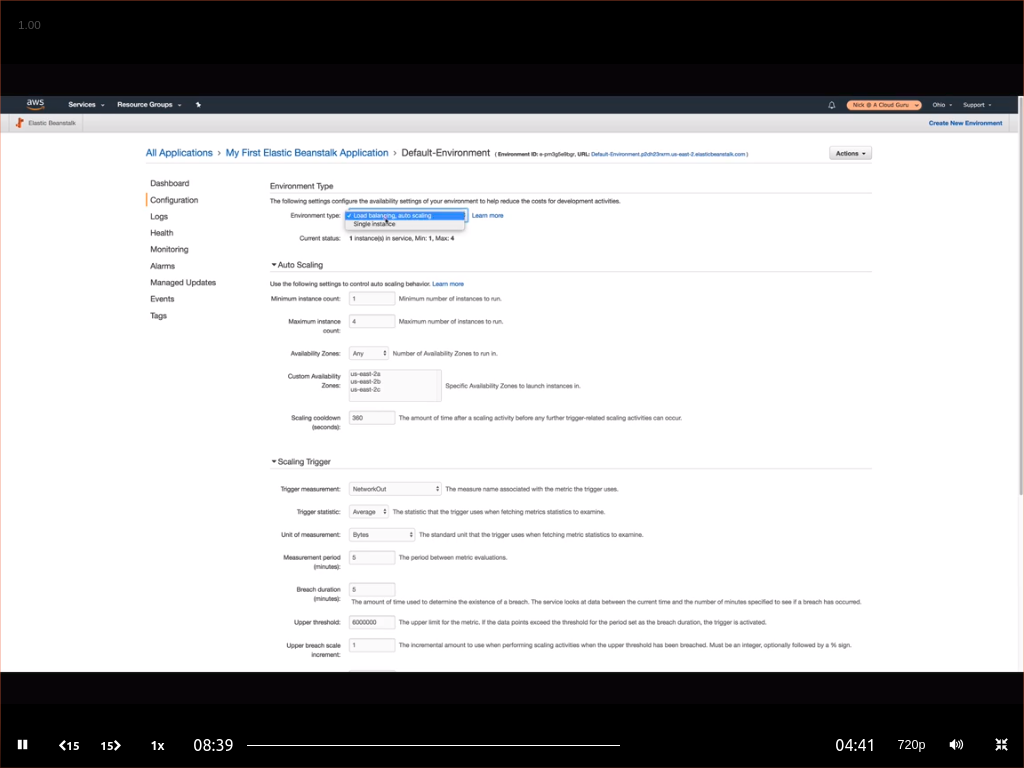 1.00
aws Services Resource Groups Nick @ A Cloud Guru Ohio Support
Elastic Beanstalk Create New Environment
All Applications > My First Elastic Beanstalk Application > Default-Environment ( Environment ID: URL: Default-Environment. us-east-2.elasticbeanstalk.com ) Actions
Dashboard
Configuration
Logs
Health
Monitoring
Alarms
Managed Updates
Events
Tags
Environment Type
The following settings configure the availability settings of your environment to help reduce the costs for development activities.
Environment type: ✓ Load balancing, auto scaling Learn more
Single instance
Current status: 1 instance(s) in service, Min: 1, Max: 4
Auto Scaling
Use the following settings to control auto scaling behavior. Learn more
Minimum instance count: 1 Minimum number of instances to run.
Maximum instance count: 4 Maximum number of instances to run.
Availability Zones: Any Number of Availability Zones to run in.
Custom Availability Zones: us-east-2a
us-east-2b
us-east-2c
Specific Availability Zones to launch instances in.
Scaling cooldown (seconds): 360 The amount of time after a scaling activity before any further trigger-related scaling activities can occur.
Scaling Trigger
Trigger measurement: NetworkOut The measure name associated with the metric the trigger uses.
Trigger statistic: Average The statistic that the trigger uses when fetching metrics statistics to examine.
Unit of measurement: Bytes The standard unit that the trigger uses when fetching metric statistics to examine.
Measurement period (minutes): 5 The period between metric evaluations.
Breach duration (minutes): 5
The amount of time used to determine the existence of a breach. The service looks at data between the current time and the number of minutes specified to see if a breach has occurred.
Upper threshold: 6000000 The upper limit for the metric. If the data points exceed the threshold for the period set as the breach duration, the trigger is activated.
Upper breach scale increment: 1 The incremental amount to use when performing scaling activities when the upper threshold has been breached. Must be an integer, optionally followed by a % sign.
15 15 1x 08:39 04:41 720p